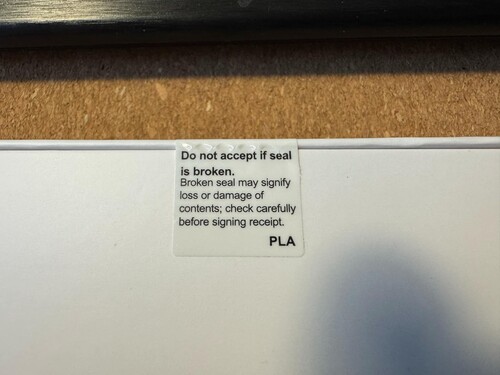 Do not accept if seal
is broken.
Broken seal may signify
loss or damage of
contents; check carefully
before signing receipt.
PLA